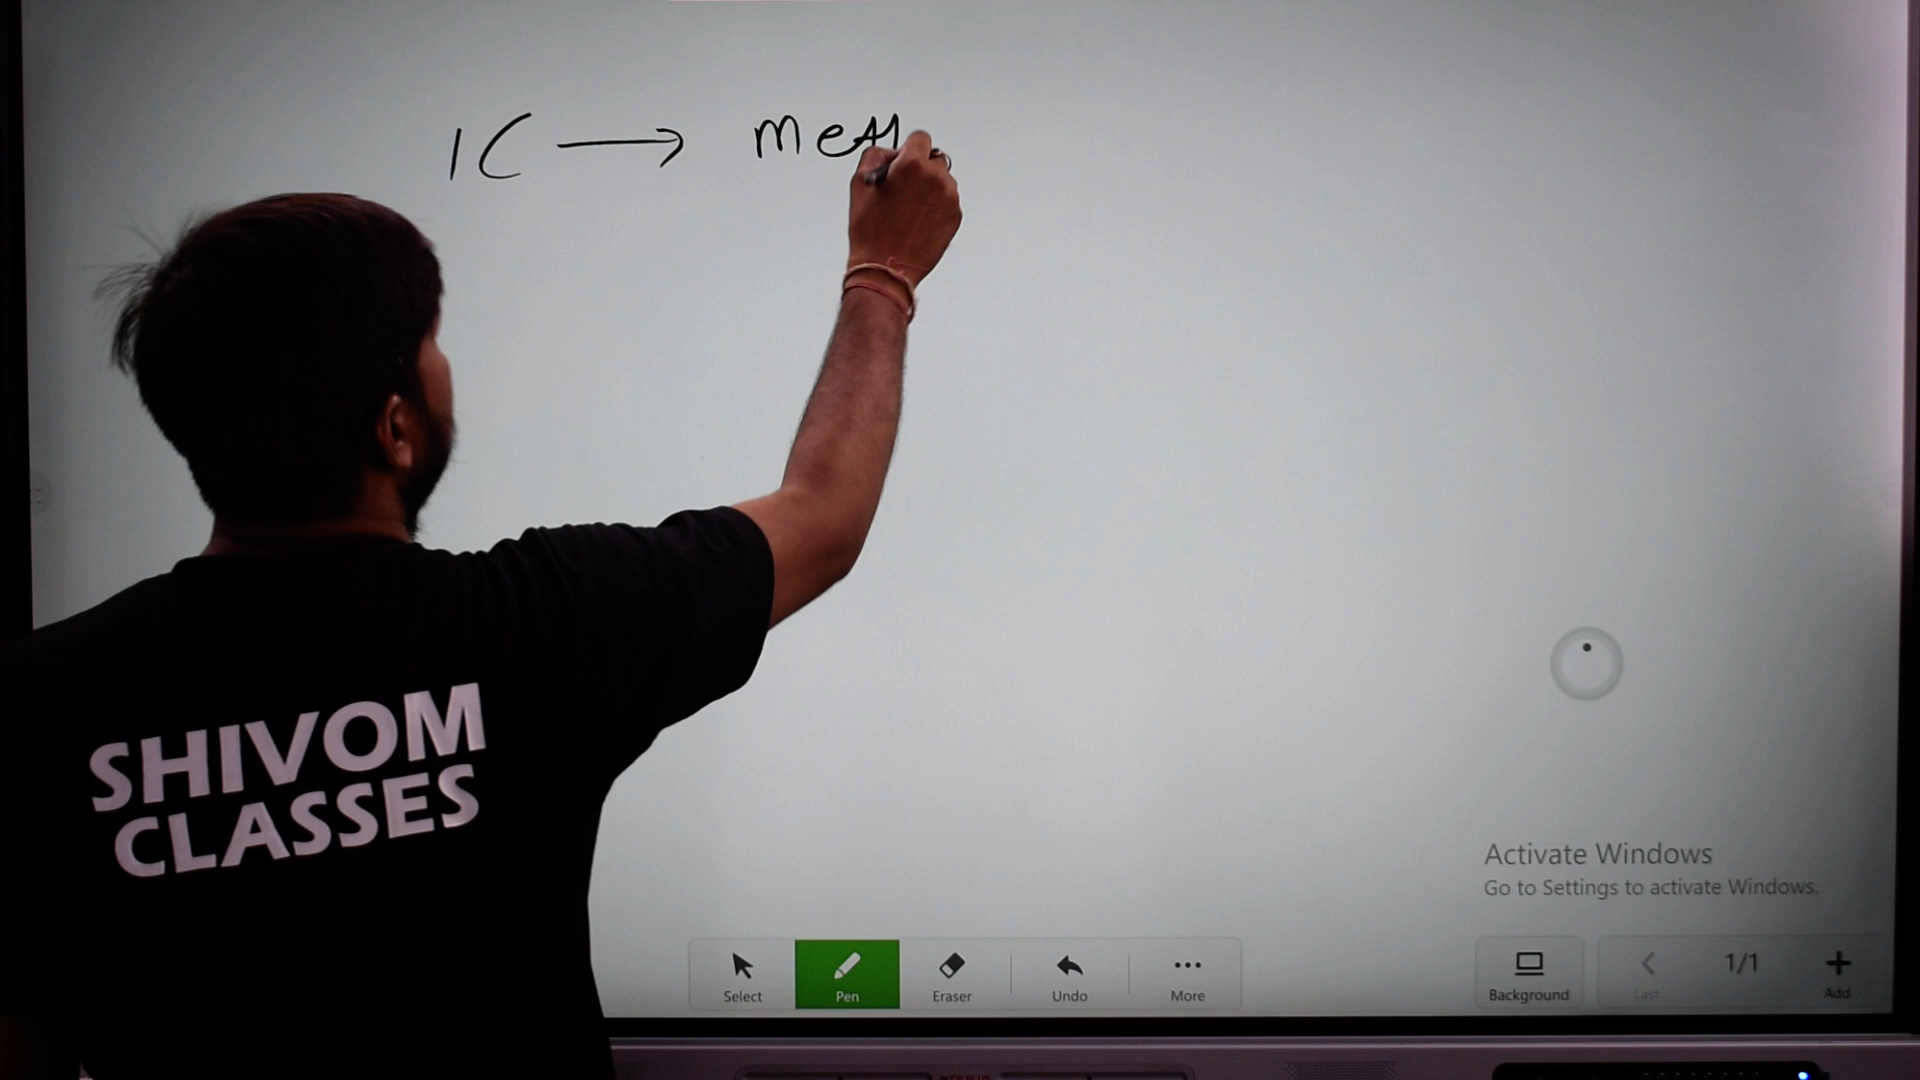 1C → Meth
SHIVOM
CLASSES
Activate Windows
Go to Settings to activate Windows.
Select Pen Eraser Undo More
Background Last 1/1 Add